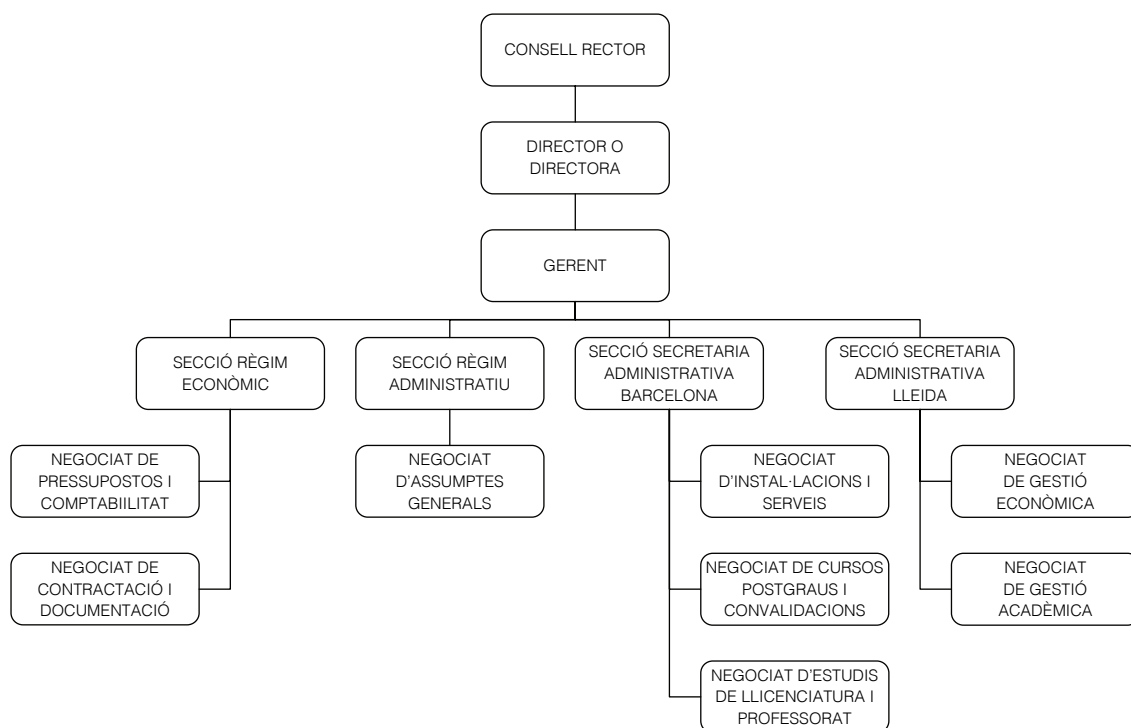 CONSELL RECTOR
DIRECTOR O
DIRECTORA
GERENT
SECCIÓ RÈGIM
ECONÒMIC
SECCIÓ RÈGIM
ADMINISTRATIU
SECCIÓ SECRETARIA
ADMINISTRATIVA
BARCELONA
SECCIÓ SECRETARIA
ADMINISTRATIVA
LLEIDA
NEGOCIAT DE
PRESSUPOSTOS I
COMPTABIILITAT
NEGOCIAT
D'ASSUMPTES
GENERALS
NEGOCIAT
D'INSTAL·LACIONS I
SERVEIS
NEGOCIAT
DE GESTIÓ
ECONÒMICA
NEGOCIAT DE
CONTRACTACIÓ I
DOCUMENTACIÓ
NEGOCIAT DE CURSOS
POSTGRAUS I
CONVALIDACIONS
NEGOCIAT
DE GESTIÓ
ACADÈMICA
NEGOCIAT D'ESTUDIS
DE LLICENCIATURA I
PROFESSORAT